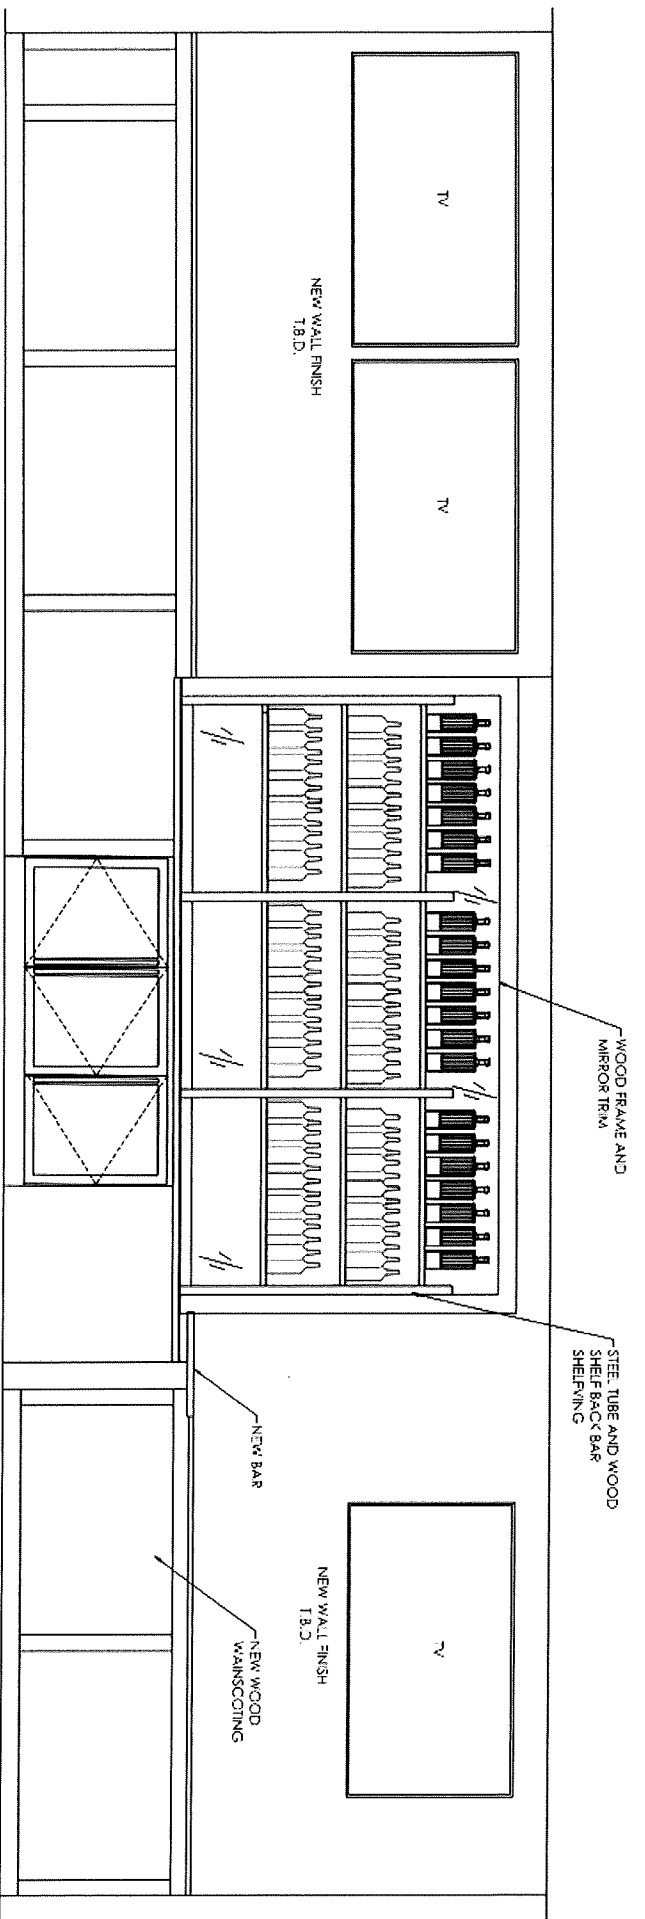 WOOD FRAME AND
MIRROR TRIM
STEEL TUBE AND WOOD
SHELF BACK BAR
SHELFVING
TV
TV
TV
NEW WALL FINISH
T.B.D.
NEW WALL FINISH
T.B.D.
NEW BAR
NEW WOOD
WAINSCOTING